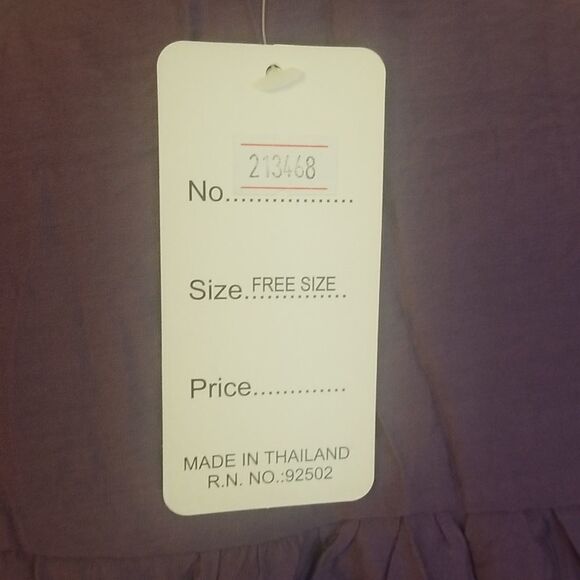 213468
No.................
Size. FREE SIZE
Price............
MADE IN THAILAND
R.N. NO.:92502